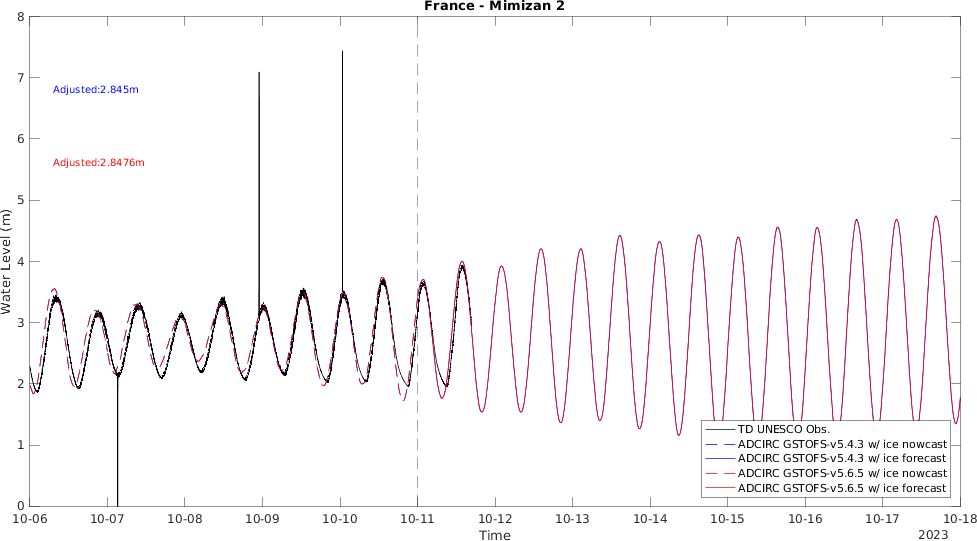 France - Mimizan 2
8
7
6
5
4
3
2
1
0
Water Level (m)
Adjusted:2.845m
Adjusted:2.8476m
TD UNESCO Obs.
ADCIRC GSTOFS-v5.4.3 w/ ice nowcast
ADCIRC GSTOFS-v5.4.3 w/ ice forecast
ADCIRC GSTOFS-v5.6.5 w/ ice nowcast
ADCIRC GSTOFS-v5.6.5 w/ ice forecast
10-06 10-07 10-08 10-09 10-10 10-11 10-12 10-13 10-14 10-15 10-16 10-17 10-18
Time
2023